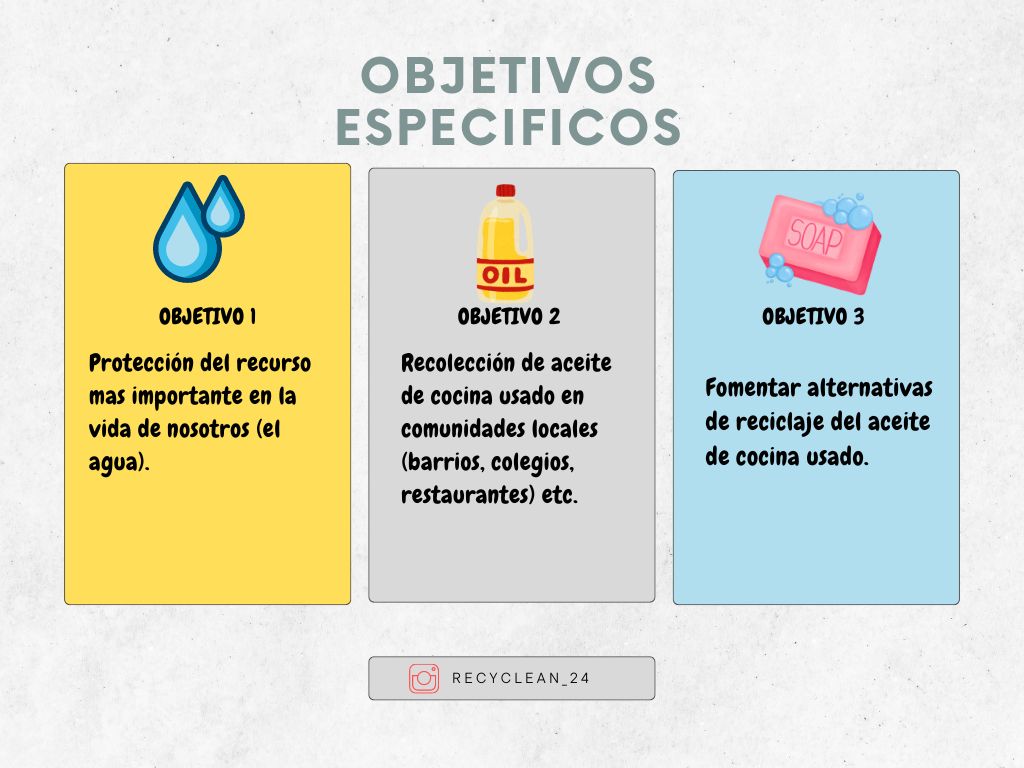 OBJETIVOS
ESPECIFICOS
OBJETIVO 1
Protección del recurso
mas importante en la
vida de nosotros (el
agua).
OIL
OBJETIVO 2
Recolección de aceite
de cocina usado en
comunidades locales
(barrios, colegios,
restaurantes) etc.
SOAP
OBJETIVO 3
Fomentar alternativas
de reciclaje del aceite
de cocina usado.
RECYCLEAN_24